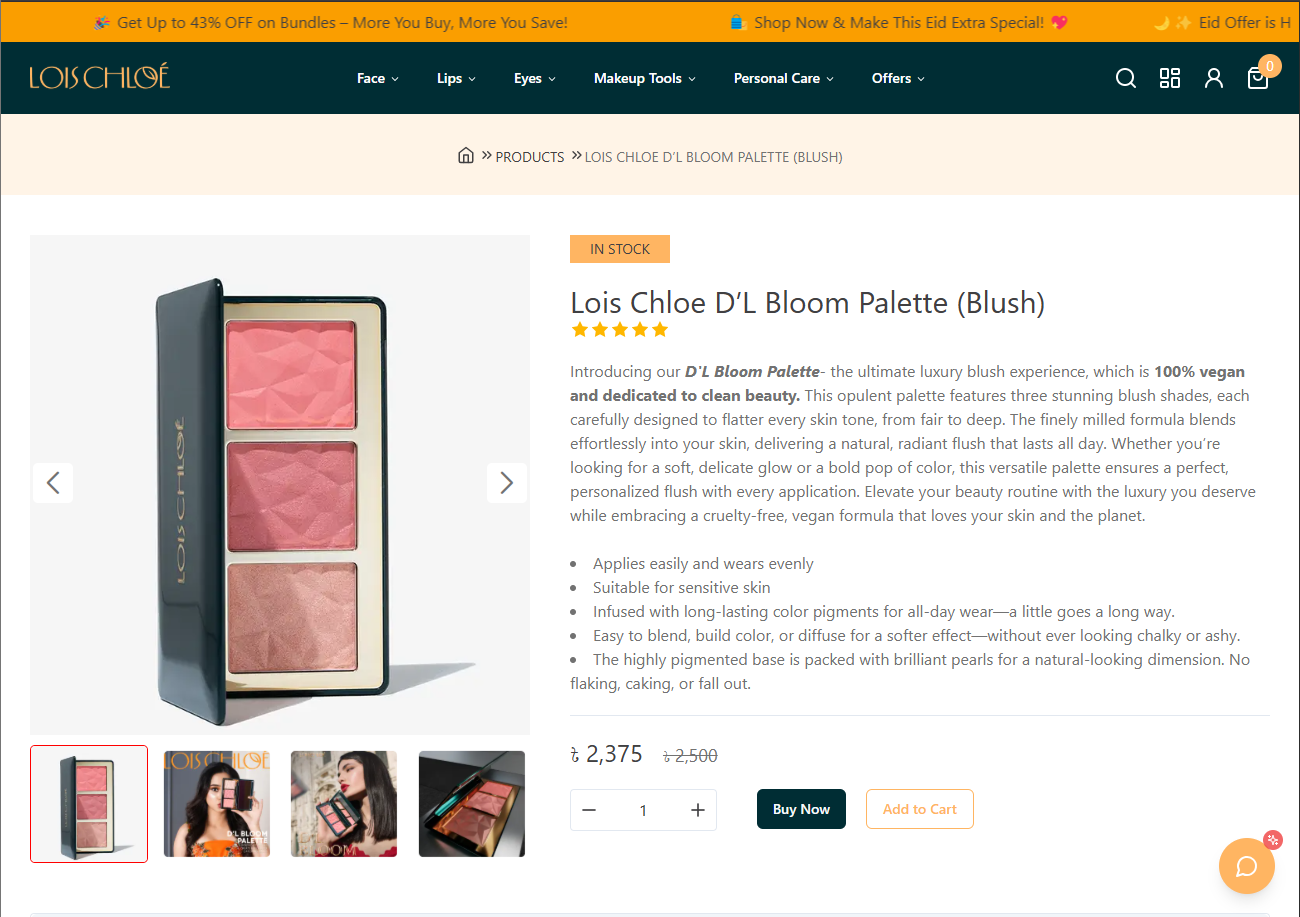 🎉 Get Up to 43% OFF on Bundles – More You Buy, More You Save!
🛍️ Shop Now & Make This Eid Extra Special! 💖
🌙 ✨ Eid Offer is H
LOIS CHLOÉ
Face
Lips
Eyes
Makeup Tools
Personal Care
Offers
0
» PRODUCTS » LOIS CHLOE D’L BLOOM PALETTE (BLUSH)
LOIS CHLOÉ
IN STOCK
Lois Chloe D’L Bloom Palette (Blush)
Introducing our D'L Bloom Palette- the ultimate luxury blush experience, which is 100% vegan
and dedicated to clean beauty. This opulent palette features three stunning blush shades, each
carefully designed to flatter every skin tone, from fair to deep. The finely milled formula blends
effortlessly into your skin, delivering a natural, radiant flush that lasts all day. Whether you’re
looking for a soft, delicate glow or a bold pop of color, this versatile palette ensures a perfect,
personalized flush with every application. Elevate your beauty routine with the luxury you deserve
while embracing a cruelty-free, vegan formula that loves your skin and the planet.
• Applies easily and wears evenly
• Suitable for sensitive skin
• Infused with long-lasting color pigments for all-day wear—a little goes a long way.
• Easy to blend, build color, or diffuse for a softer effect—without ever looking chalky or ashy.
• The highly pigmented base is packed with brilliant pearls for a natural-looking dimension. No
flaking, caking, or fall out.
৳ 2,375 ৳ 2,500
− 1 +
Buy Now
Add to Cart
LOIS CHLOÉ
D'L BLOOM
PALETTE